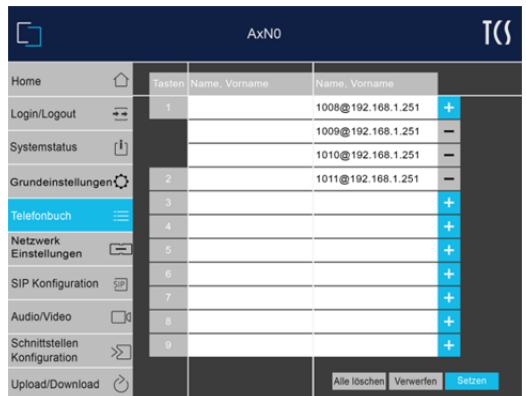 AxN0
TCS
Home
Login/Logout
Systemstatus
Grundeinstellungen
Telefonbuch
Netzwerk
Einstellungen
SIP Konfiguration
SIP
Audio/Video
Schnittstellen
Konfiguration
Upload/Download
Tasten Name, Vorname Name, Vorname
1 1008@192.168.1.251 +
1009@192.168.1.251 −
1010@192.168.1.251 −
2 1011@192.168.1.251 −
3 +
4 +
5 +
6 +
7 +
8 +
9 +
Alle löschen Verwerfen Setzen